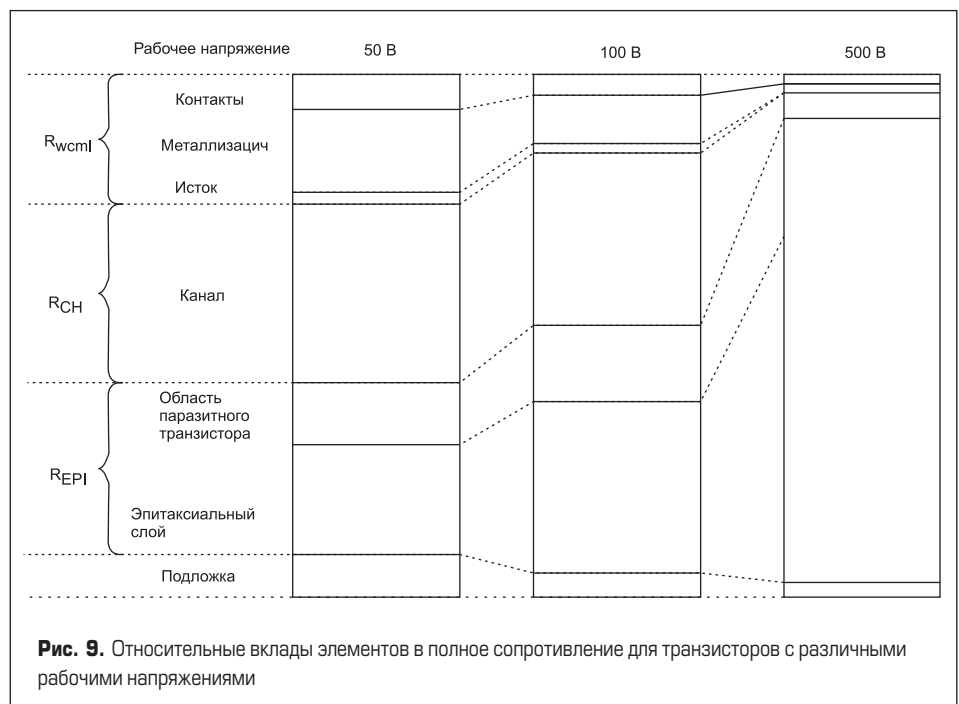 Рабочее напряжение 50 В 100 В 500 В
Контакты
Rwcml
Металлизацич
Исток
RCH
Канал
Область
паразитного
транзистора
REPI
Эпитаксиальный
слой
Подложка
Рис. 9. Относительные вклады элементов в полное сопротивление для транзисторов с различными
рабочими напряжениями